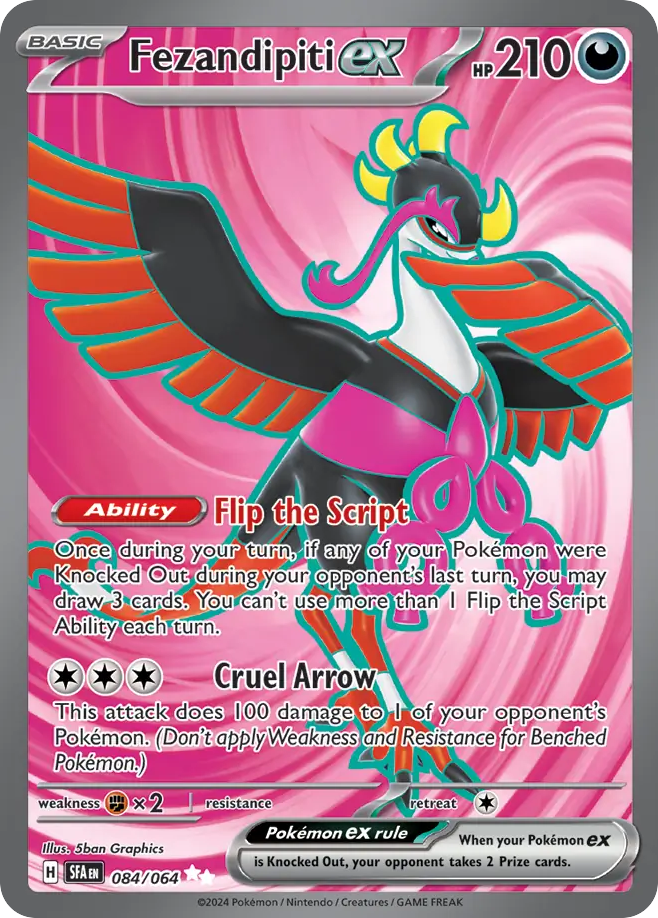 BASIC
Fezandipiti ex
HP 210
Ability Flip the Script
Once during your turn, if any of your Pokémon were
Knocked Out during your opponent's last turn, you may
draw 3 cards. You can't use more than 1 Flip the Script
Ability each turn.
Cruel Arrow
This attack does 100 damage to 1 of your opponent's
Pokémon. (Don't apply Weakness and Resistance for Benched
Pokémon.)
weakness ×2 resistance retreat
Illus. 5ban Graphics
Pokémon ex rule
When your Pokémon ex
is Knocked Out, your opponent takes 2 Prize cards.
H SFA EN 084/064
©2024 Pokémon / Nintendo / Creatures / GAME FREAK